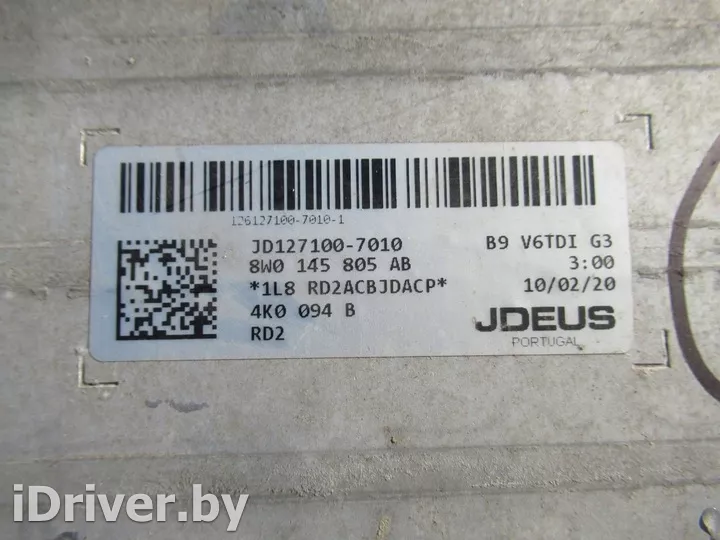 126127100-7010-1
JD127100-7010 B9 V6TDI G3
8W0 145 805 AB 3:00
*1L8 RD2ACBJDACP* 10/02/20
4K0 094 B
RD2
JDEUS
PORTUGAL
iDriver.by